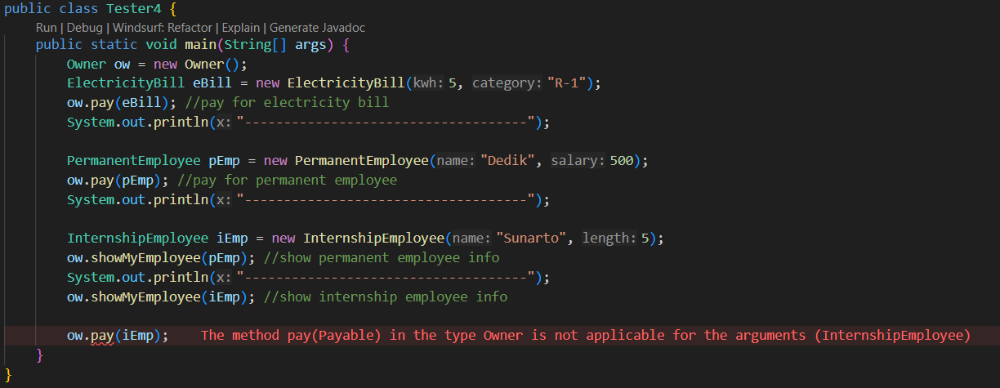 public class Tester4 {
Run | Debug | Windsurf: Refactor | Explain | Generate Javadoc
public static void main(String[] args) {
Owner ow = new Owner();
ElectricityBill eBill = new ElectricityBill(kwh: 5, category: "R-1");
ow.pay(eBill); //pay for electricity bill
System.out.println(x: "------------------------------------");
PermanentEmployee pEmp = new PermanentEmployee(name: "Dedik", salary: 500);
ow.pay(pEmp); //pay for permanent employee
System.out.println(x: "------------------------------------");
InternshipEmployee iEmp = new InternshipEmployee(name: "Sunarto", length: 5);
ow.showMyEmployee(pEmp); //show permanent employee info
System.out.println(x: "------------------------------------");
ow.showMyEmployee(iEmp); //show internship employee info
ow.pay(iEmp); The method pay(Payable) in the type Owner is not applicable for the arguments (InternshipEmployee)
}
}